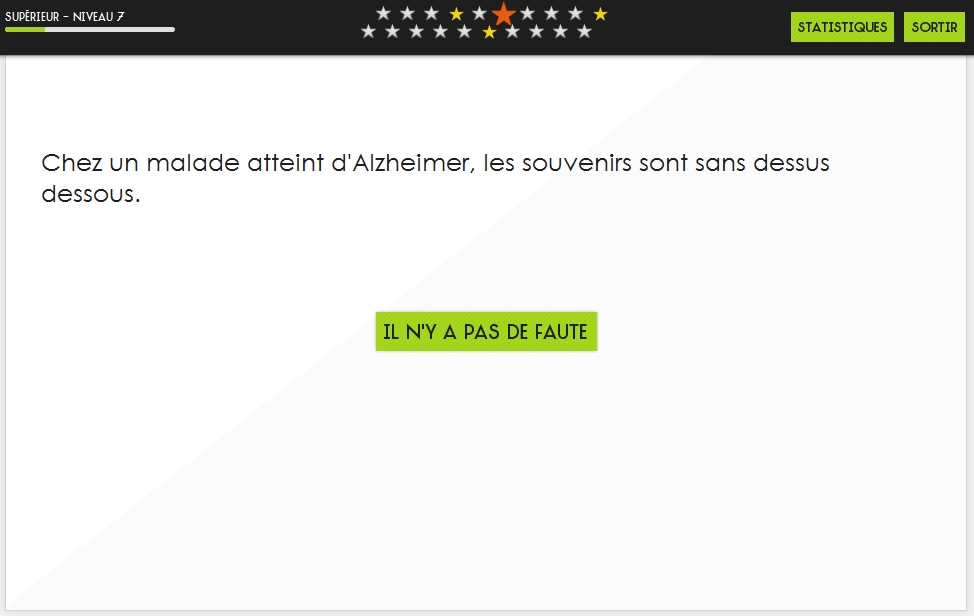 SUPÉRIEUR - NIVEAU 7
STATISTIQUES
SORTIR
Chez un malade atteint d'Alzheimer, les souvenirs sont sans dessus
dessous.
IL N'Y A PAS DE FAUTE